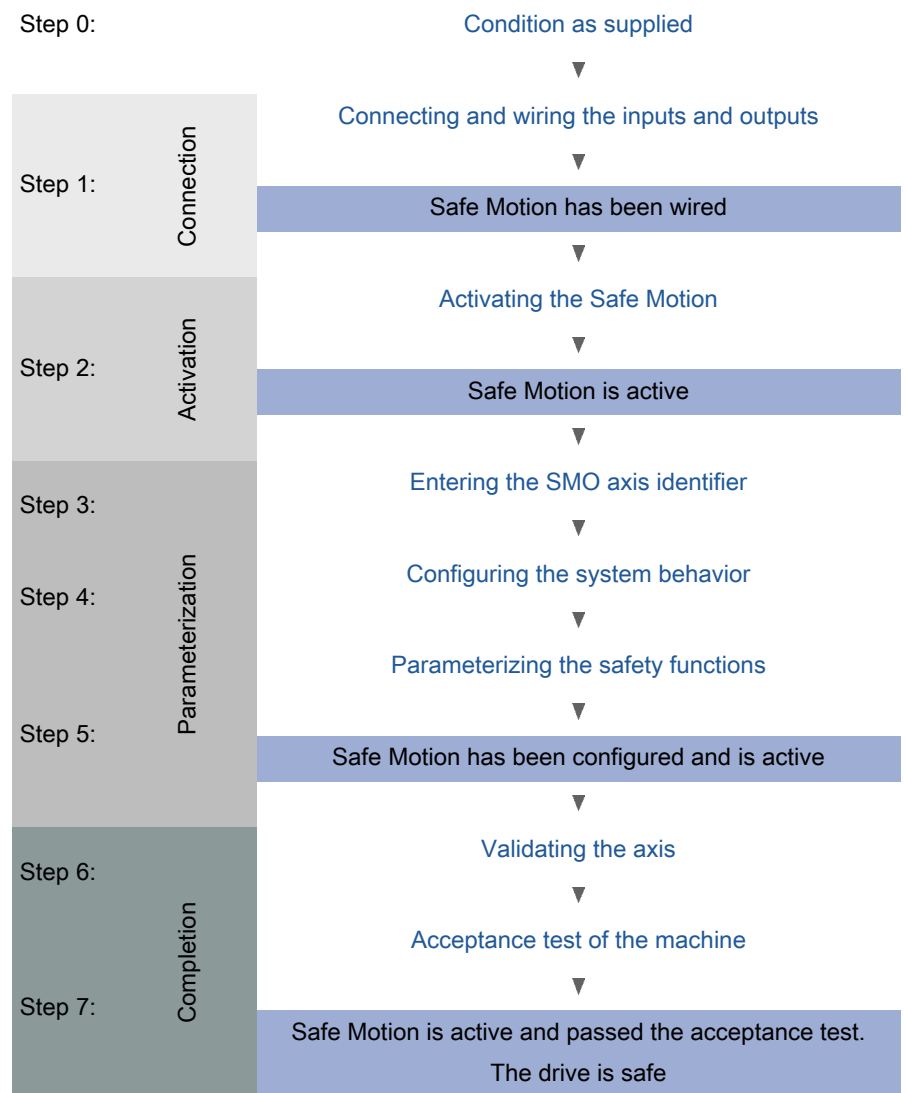 Step 0:
Condition as supplied
Connecting and wiring the inputs and outputs
Step 1:
Connection
Safe Motion has been wired
Activating the Safe Motion
Step 2:
Activation
Safe Motion is active
Step 3:
Entering the SMO axis identifier
Step 4:
Configuring the system behavior
Parameterization
Parameterizing the safety functions
Step 5:
Safe Motion has been configured and is active
Validating the axis
Step 6:
Completion
Acceptance test of the machine
Step 7:
Safe Motion is active and passed the acceptance test.
The drive is safe